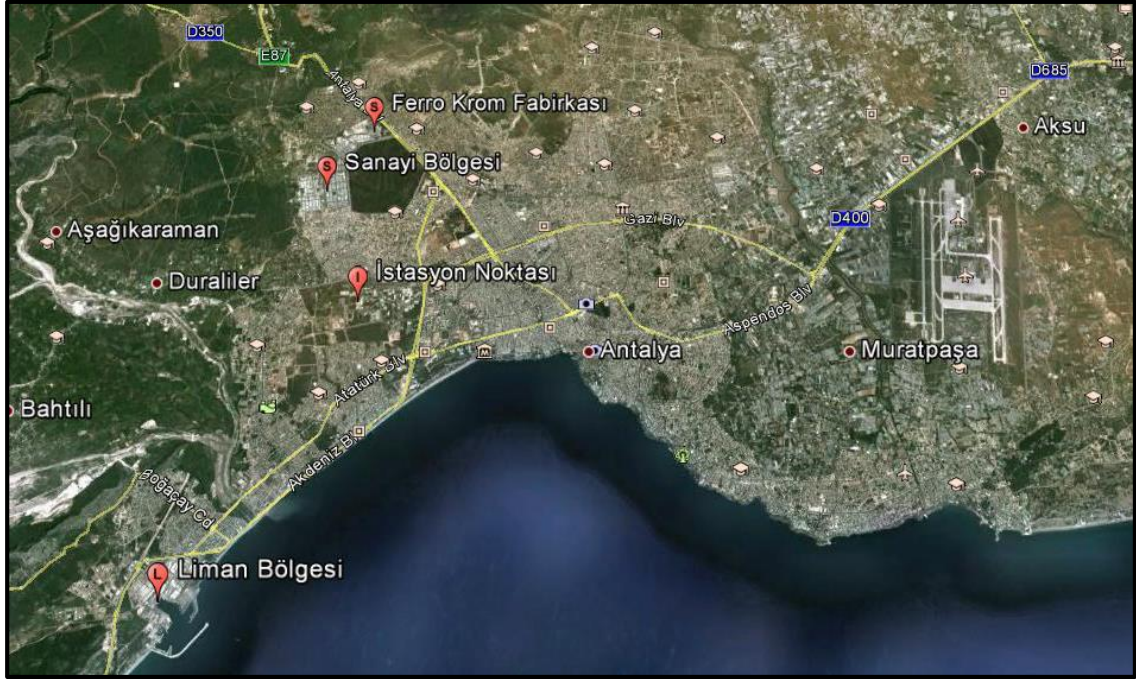 D350
E87
D685
Antalya
S
Ferro Krom Fabirkası
Aksu
S
Sanayi Bölgesi
D400
Gazi Blv
Aşağıkaraman
Duraliler
I
İstasyon Noktası
Aspendos Blv
Antalya
Muratpaşa
Atatürk Blv
Bahtılı
Akdeniz Blv
Boğaçay Cd
L
Liman Bölgesi